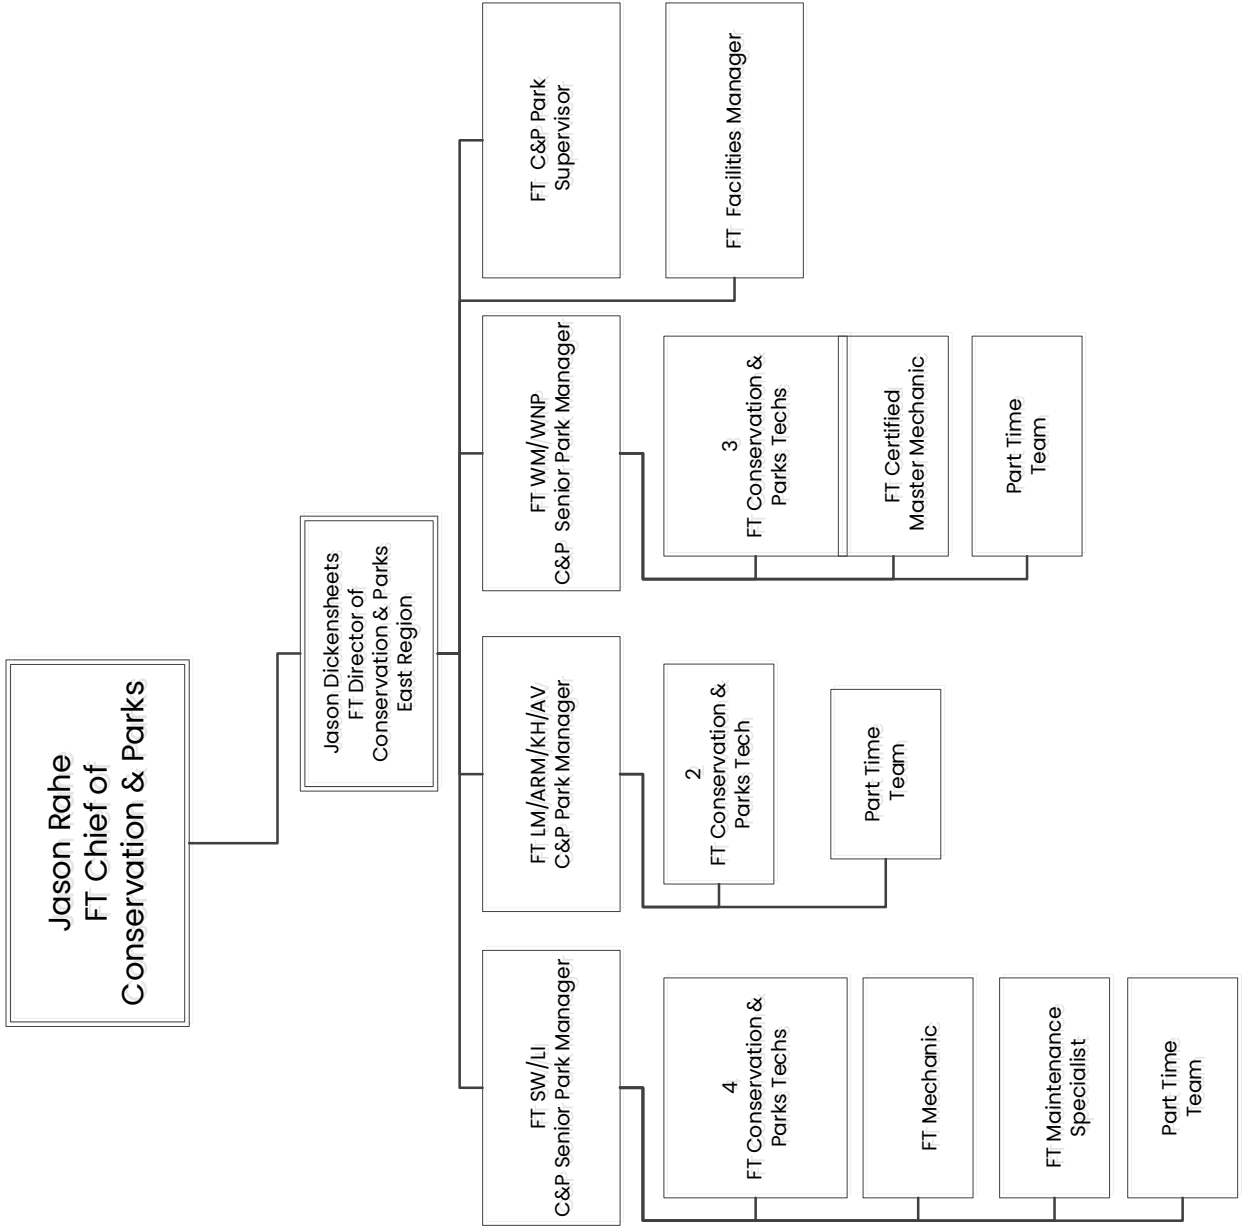 Jason Rahe
FT Chief of
Conservation & Parks
Jason Dickensheets
FT Director of
Conservation & Parks
East Region
FT SW/LI
C&P Senior Park Manager
4
FT Conservation &
Parks Techs
FT Mechanic
FT Maintenance
Specialist
Part Time
Team
FT LM/ARM/KH/AV
C&P Park Manager
2
FT Conservation &
Parks Tech
Part Time
Team
FT WM/WNP
C&P Senior Park Manager
3
FT Conservation &
Parks Techs
FT Certified
Master Mechanic
Part Time
Team
FT C&P Park
Supervisor
FT Facilities Manager